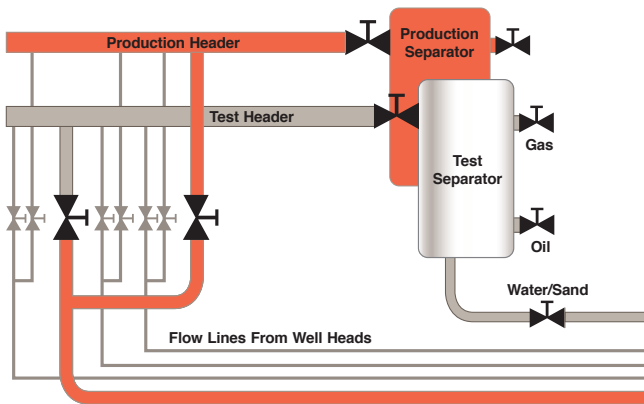 Production Header
Production
Separator
Test Header
Gas
Test
Separator
Oil
Water/Sand
Flow Lines From Well Heads